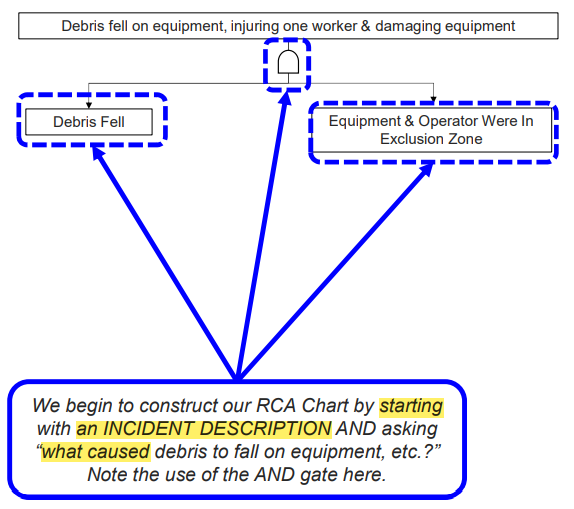 Debris fell on equipment, injuring one worker & damaging equipment
Debris Fell
Equipment & Operator Were In
Exclusion Zone
We begin to construct our RCA Chart by starting
with an INCIDENT DESCRIPTION AND asking
“what caused debris to fall on equipment, etc.?”
Note the use of the AND gate here.